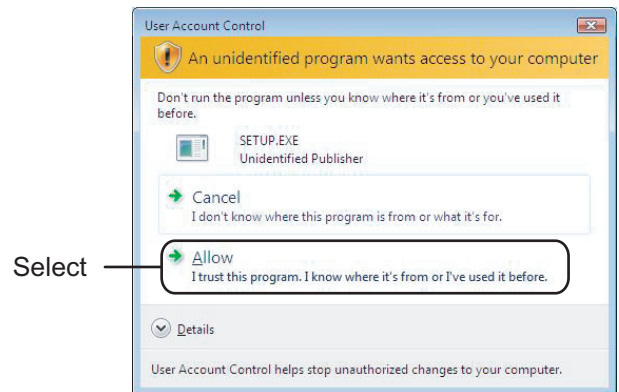 User Account Control
An unidentified program wants access to your computer
Don't run the program unless you know where it's from or you've used it
before.
SETUP.EXE
Unidentified Publisher
Cancel
I don't know where this program is from or what it's for.
Select
Allow
I trust this program. I know where it's from or I've used it before.
Details
User Account Control helps stop unauthorized changes to your computer.